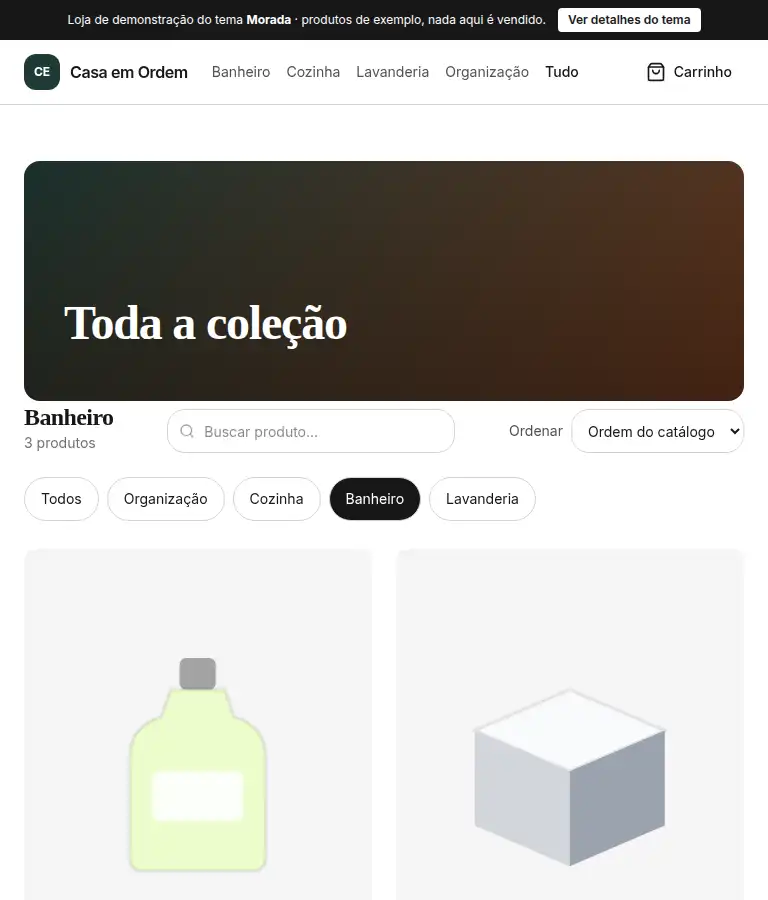 Loja de demonstração do tema Morada · produtos de exemplo, nada aqui é vendido. Ver detalhes do tema
CE Casa em Ordem Banheiro Cozinha Lavanderia Organização Tudo Carrinho
Toda a coleção
Banheiro
3 produtos
Buscar produto...
Ordenar Ordem do catálogo
Todos Organização Cozinha Banheiro Lavanderia